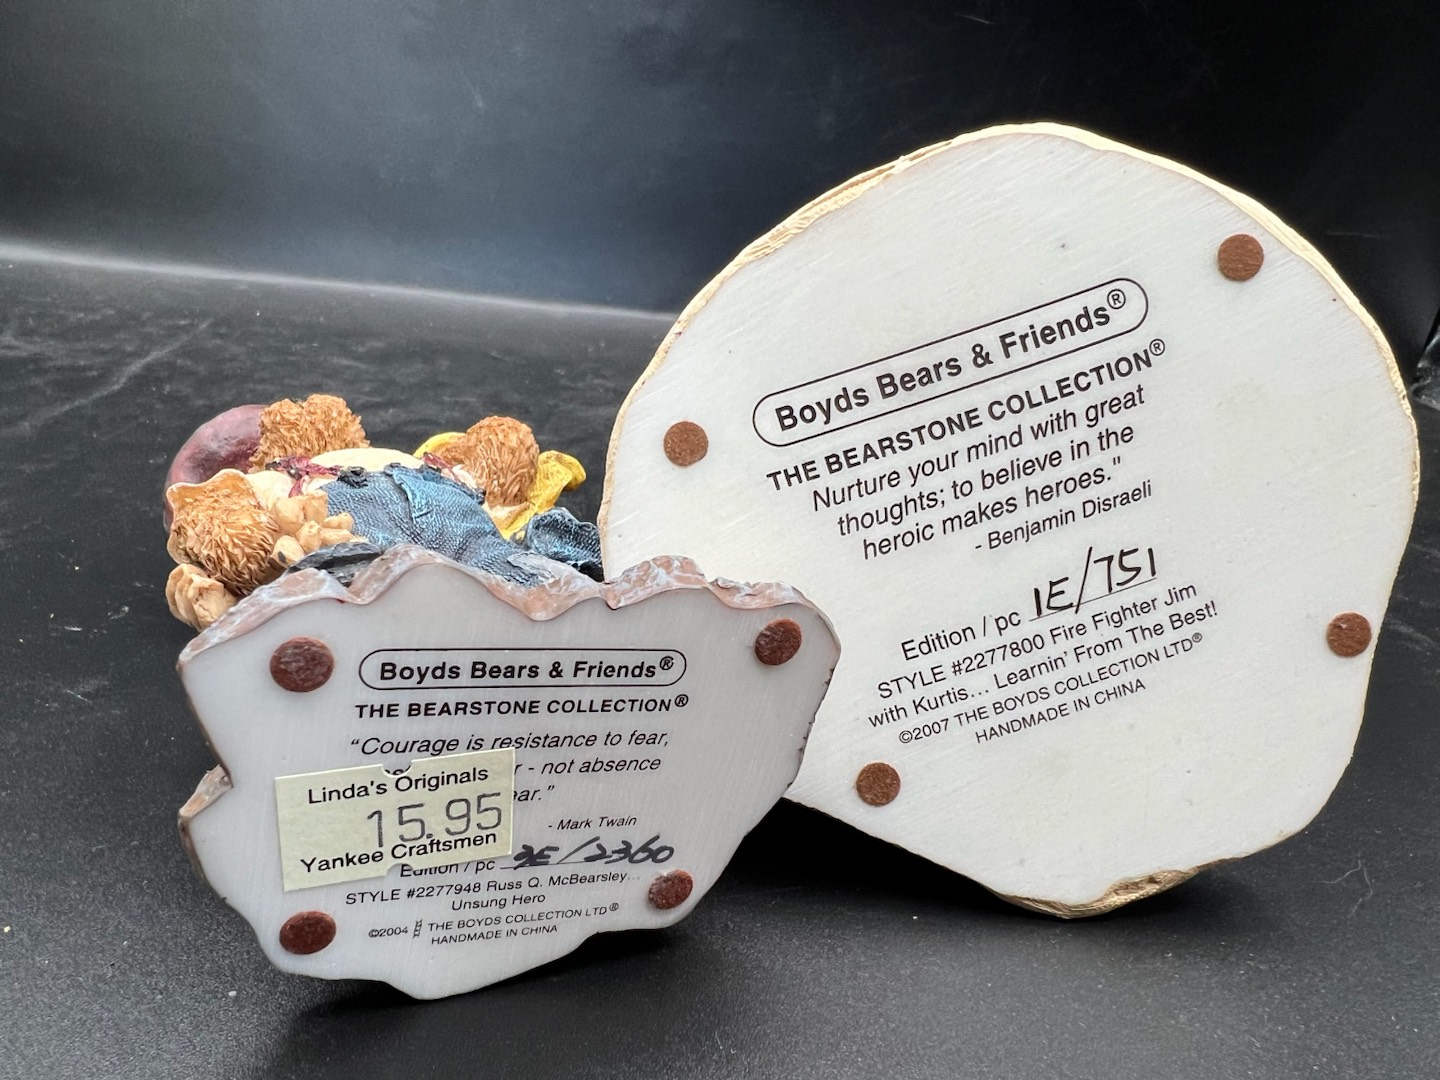 Boyds Bears & Friends®
THE BEARSTONE COLLECTION®
"Courage is resistance to fear,
r - not absence
ear."
- Mark Twain
Linda's Originals
15.95
Yankee Craftsmen
Edition / pc 3E/2360
STYLE #2277948 Russ Q. McBearsley...
Unsung Hero
©2004 THE BOYDS COLLECTION LTD®
HANDMADE IN CHINA
Boyds Bears & Friends®
THE BEARSTONE COLLECTION®
Nurture your mind with great
thoughts; to believe in the
heroic makes heroes."
- Benjamin Disraeli
Edition / pc 1E/751
STYLE #2277800 Fire Fighter Jim
with Kurtis... Learnin' From The Best!
©2007 THE BOYDS COLLECTION LTD®
HANDMADE IN CHINA